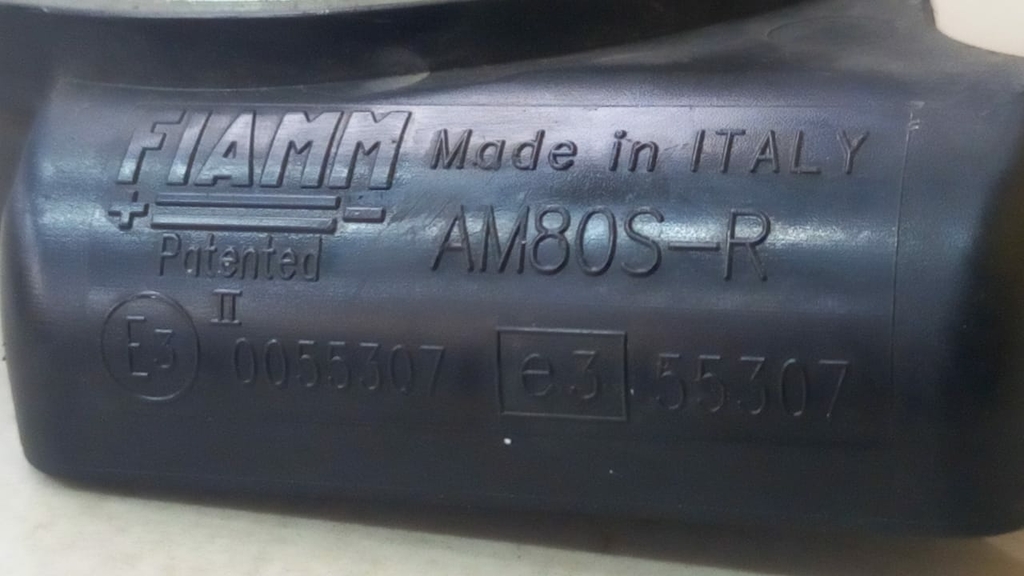 FIAMM Made in ITALY
+ - AM80S-R
Patented
II
E3 0055307 e3 55307